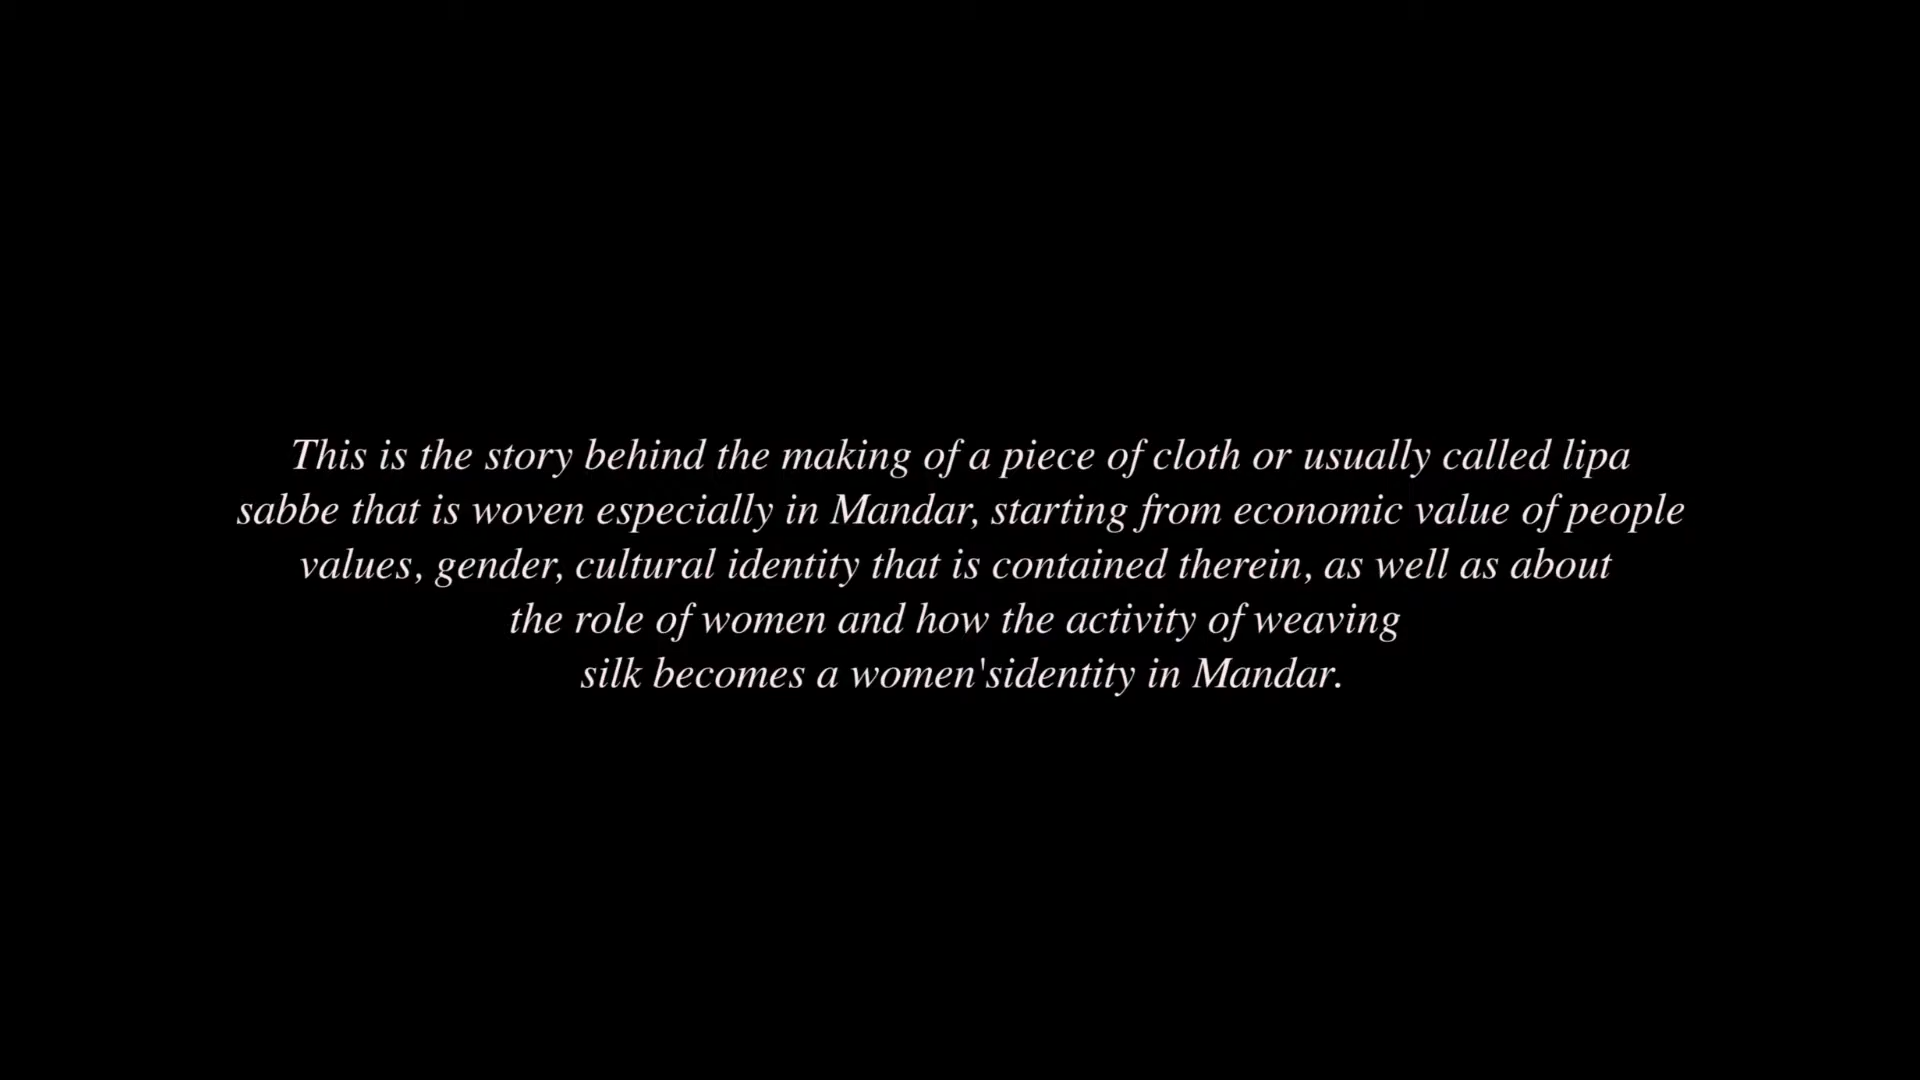 This is the story behind the making of a piece of cloth or usually called lipa
sabbe that is woven especially in Mandar, starting from economic value of people
values, gender, cultural identity that is contained therein, as well as about
the role of women and how the activity of weaving
silk becomes a women'sidentity in Mandar.